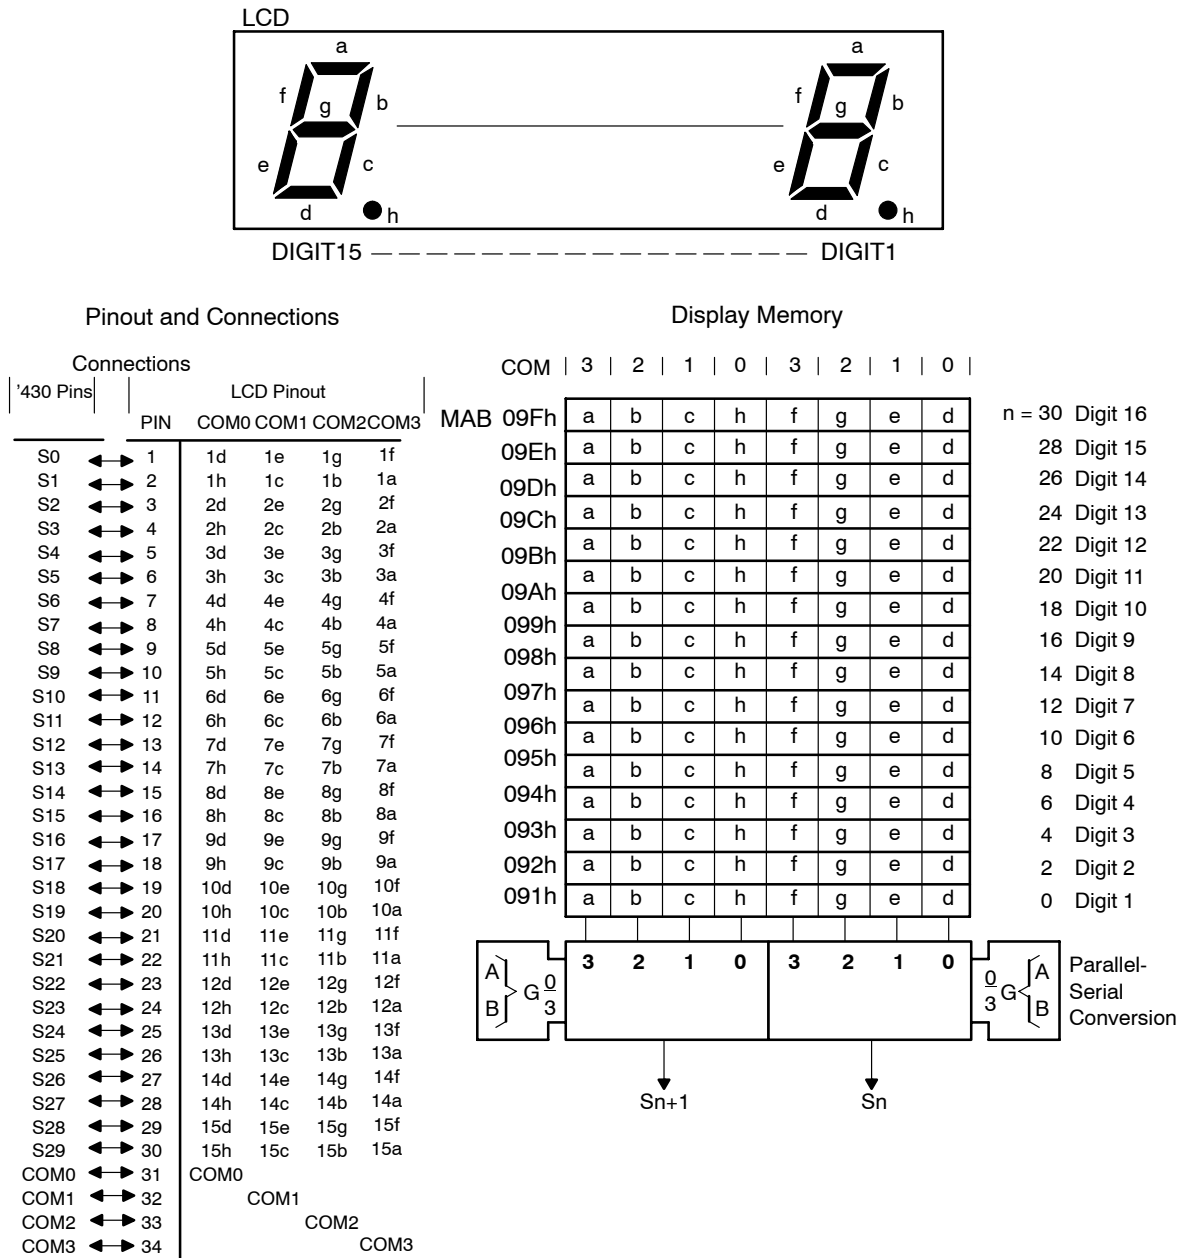 LCD
a a
f g b f g b
e c e c
d h d h
DIGIT15 DIGIT1
Pinout and Connections
Connections
'430 Pins LCD Pinout
PIN COM0 COM1 COM2 COM3
S0 1 1d 1e 1g 1f
S1 2 1h 1c 1b 1a
S2 3 2d 2e 2g 2f
S3 4 2h 2c 2b 2a
S4 5 3d 3e 3g 3f
S5 6 3h 3c 3b 3a
S6 7 4d 4e 4g 4f
S7 8 4h 4c 4b 4a
S8 9 5d 5e 5g 5f
S9 10 5h 5c 5b 5a
S10 11 6d 6e 6g 6f
S11 12 6h 6c 6b 6a
S12 13 7d 7e 7g 7f
S13 14 7h 7c 7b 7a
S14 15 8d 8e 8g 8f
S15 16 8h 8c 8b 8a
S16 17 9d 9e 9g 9f
S17 18 9h 9c 9b 9a
S18 19 10d 10e 10g 10f
S19 20 10h 10c 10b 10a
S20 21 11d 11e 11g 11f
S21 22 11h 11c 11b 11a
S22 23 12d 12e 12g 12f
S23 24 12h 12c 12b 12a
S24 25 13d 13e 13g 13f
S25 26 13h 13c 13b 13a
S26 27 14d 14e 14g 14f
S27 28 14h 14c 14b 14a
S28 29 15d 15e 15g 15f
S29 30 15h 15c 15b 15a
COM0 31 COM0
COM1 32 COM1
COM2 33 COM2
COM3 34 COM3
Display Memory
COM 3 2 1 0 3 2 1 0
MAB 09Fh a b c h f g e d n = 30 Digit 16
09Eh a b c h f g e d 28 Digit 15
09Dh a b c h f g e d 26 Digit 14
09Ch a b c h f g e d 24 Digit 13
09Bh a b c h f g e d 22 Digit 12
09Ah a b c h f g e d 20 Digit 11
099h a b c h f g e d 18 Digit 10
098h a b c h f g e d 16 Digit 9
097h a b c h f g e d 14 Digit 8
096h a b c h f g e d 12 Digit 7
095h a b c h f g e d 10 Digit 6
094h a b c h f g e d 8 Digit 5
a b c h f g e d 6 Digit 4
093h a b c h f g e d 4 Digit 3
092h a b c h f g e d 2 Digit 2
091h a b c h f g e d 0 Digit 1
A B G 0 3 3 2 1 0 3 2 1 0 0 3 G A B
Parallel-
Serial
Conversion
Sn+1 Sn